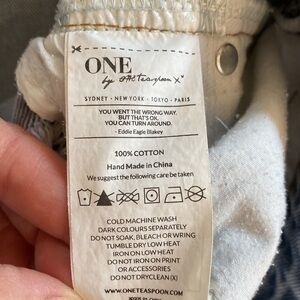 ONE
by One Teaspoon X
SYDNEY • NEW YORK • TOKYO • PARIS
YOU WENT THE WRONG WAY.
BUT THAT'S OK.
YOU CAN TURN AROUND.
- Eddie Eagle Blakey
100% COTTON
Hand Made in China
We suggest the following care be taken
COLD MACHINE WASH
DARK COLOURS SEPARATELY
DO NOT SOAK, BLEACH OR WRING
TUMBLE DRY LOW HEAT
IRON ON LOW HEAT
DO NOT IRON ON PRINT
OR ACCESSORIES
DO NOT DRYCLEAN (X)
WWW.ONETEASPOON.COM